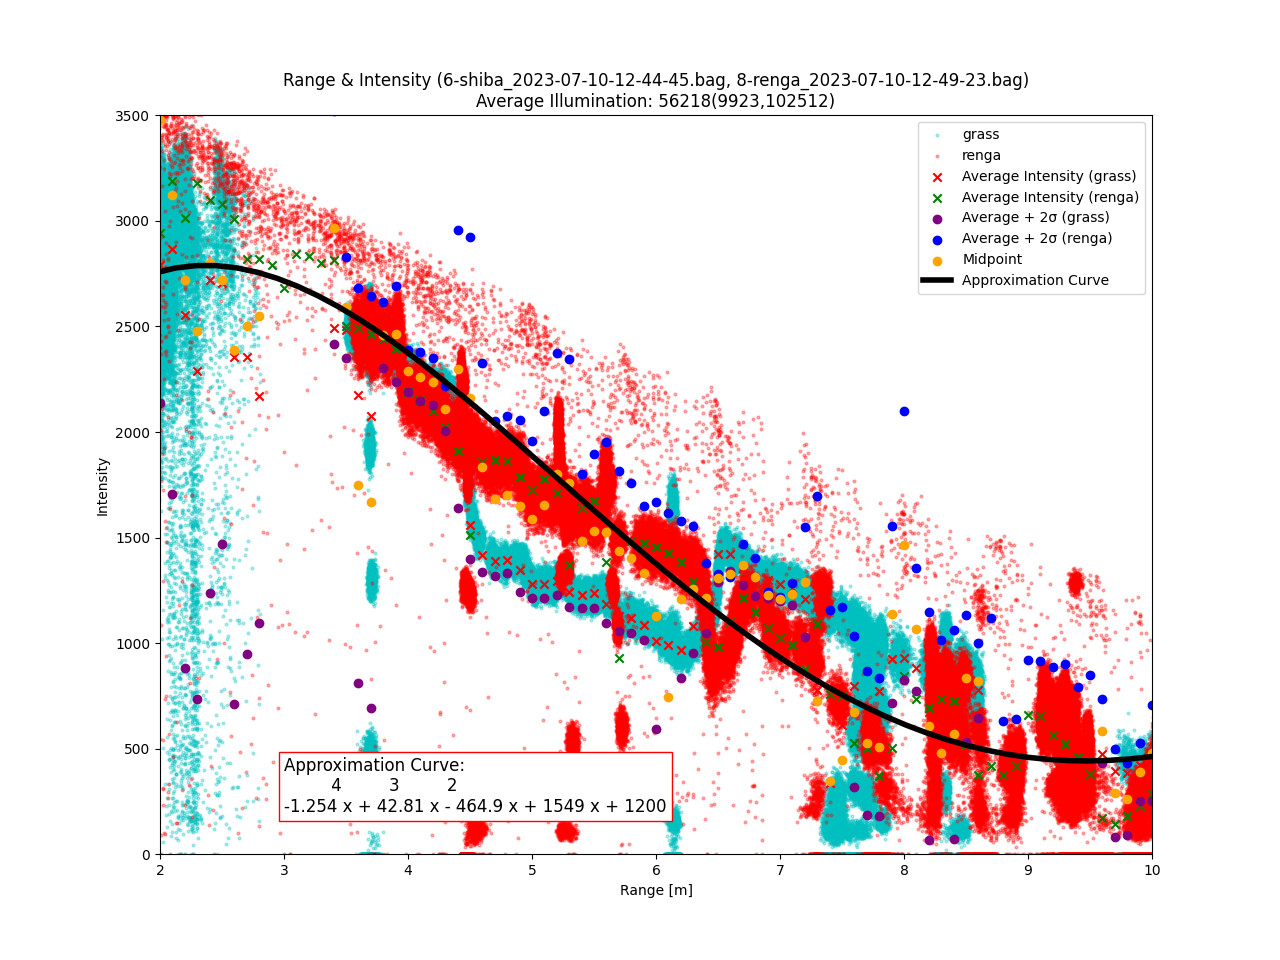 Range & Intensity (6-shiba_2023-07-10-12-44-45.bag, 8-renga_2023-07-10-12-49-23.bag)
Average Illumination: 56218(9923,102512)
3500
3000
2500
2000
1500
1000
500
0
Intensity
grass
renga
Average Intensity (grass)
Average Intensity (renga)
Average + 2σ (grass)
Average + 2σ (renga)
Midpoint
Approximation Curve
Approximation Curve:
4 3 2
-1.254 x + 42.81 x - 464.9 x + 1549 x + 1200
2 3 4 5 6 7 8 9 10
Range [m]